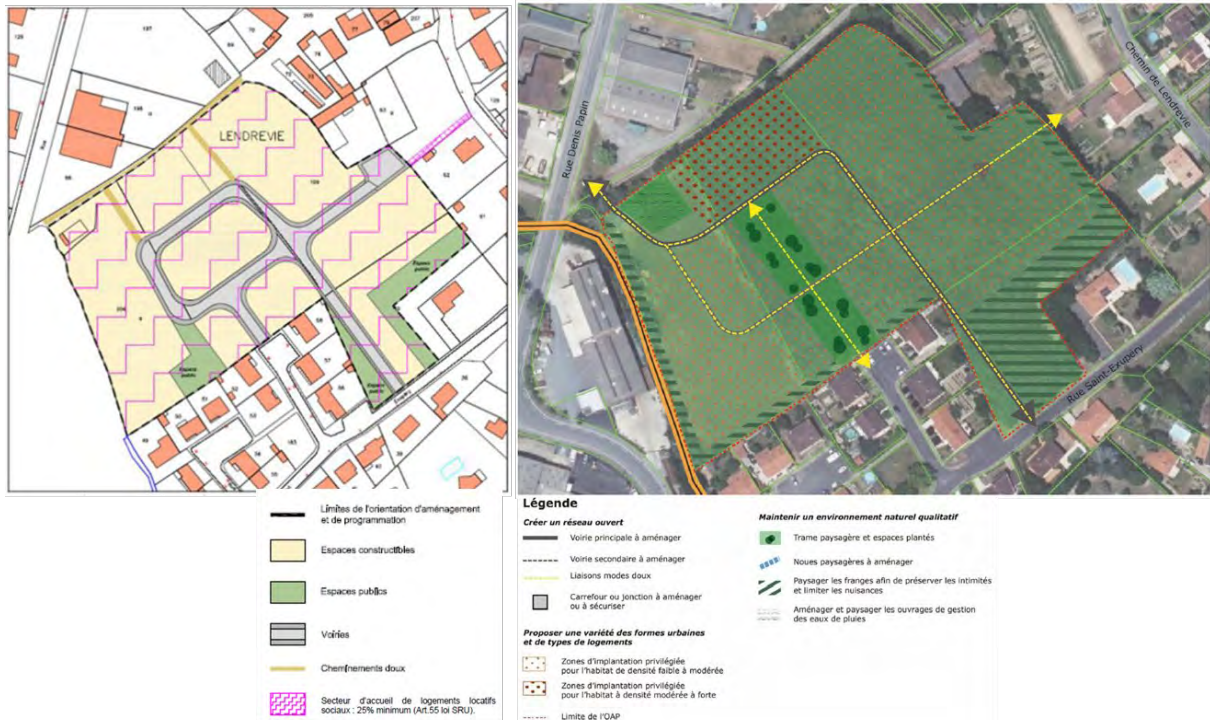 LENDREVIE
Espace
public
Espace
public
Espace
public
Limites de l'orientation d'aménagement
et de programmation
Espaces constructibles
Espaces publics
Voiries
Cheminements doux
Secteur d'accueil de logements locatifs
sociaux : 25% minimum (Art.55 loi SRU).
Rue Denis Papin
Chemin de Lendrevie
Rue Saint-Exupery
Légende
Créer un réseau ouvert
Voirie principale à aménager
Voirie secondaire à aménager
Liaisons modes doux
Carrefour ou jonction à aménager
ou à sécuriser
Proposer une variété des formes urbaines
et de types de logements
Zones d'implantation privilégiée
pour l'habitat de densité faible à modérée
Zones d'implantation privilégiée
pour l'habitat à densité modérée à forte
Limite de l'OAP
Maintenir un environnement naturel qualitatif
Trame paysagère et espaces plantés
Noues paysagères à aménager
Paysager les franges afin de préserver les intimités
et limiter les nuisances
Aménager et paysager les ouvrages de gestion
des eaux de pluies